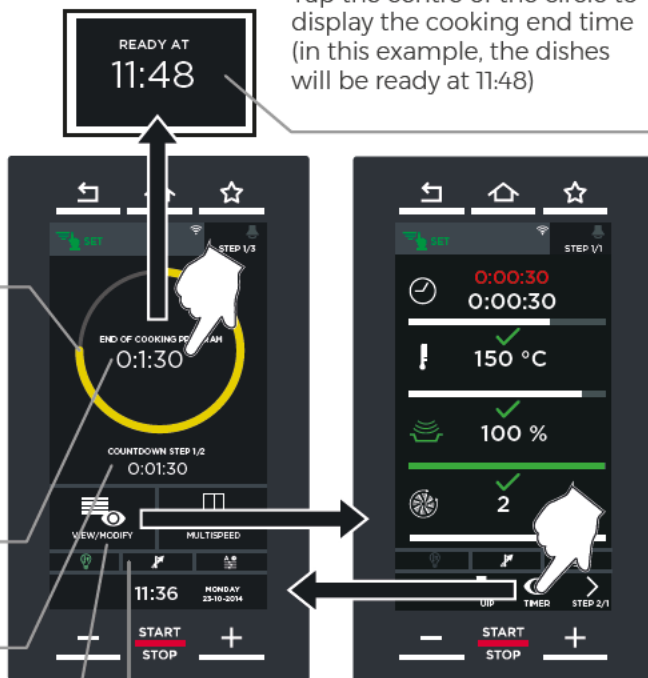 Tap the centre of the circle to
display the cooking end time
(in this example, the dishes
will be ready at 11:48)
READY AT
11:48
SET
STEP 1/3
END OF COOKING PR AM
0:1:30
COUNTDOWN STEP 1/2
0:01:30
VIEW/MODIFY
MULTISPEED
11:36
MONDAY
23-10-2014
START
STOP
SET
STEP 1/1
0:00:30
0:00:30
150 °C
100 %
2
UIP
TIMER
STEP 2/1
START
STOP